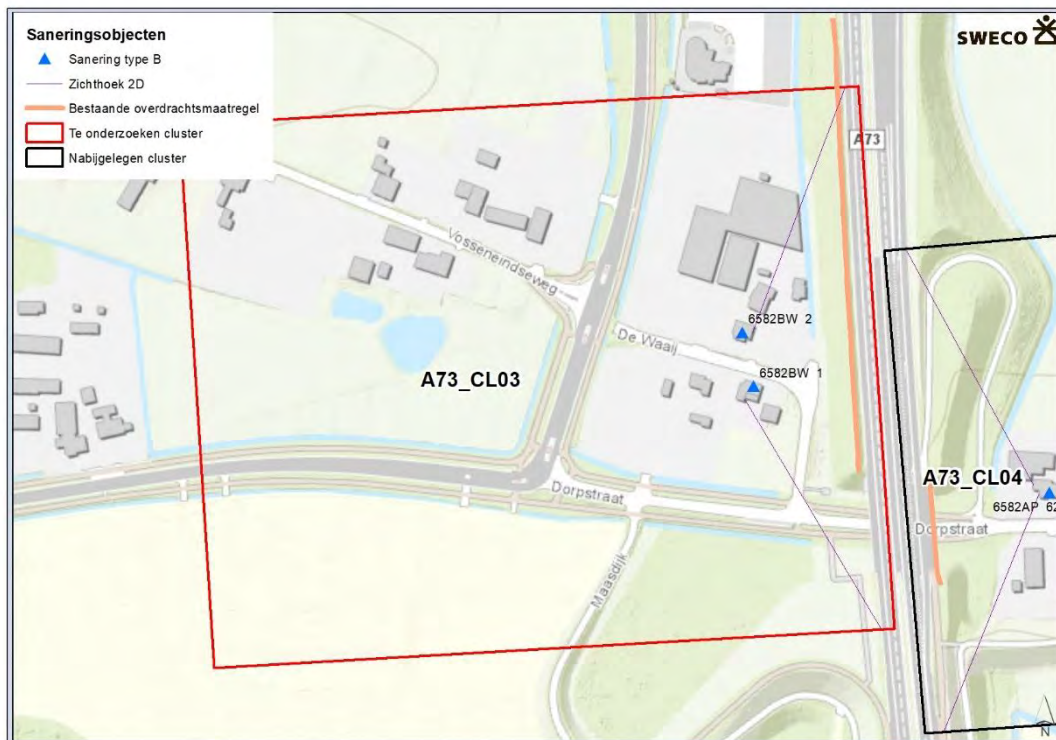 Saneringsobjecten
Sanering type B
Zichthoek 2D
Bestaande overdrachtsmaatregel
Te onderzoeken cluster
Nabijgelegen cluster
SWECO
A73
Vosseneindseweg
6582BW 2
De Waaij
6582BW 1
A73_CL03
A73_CL04
Dorpstraat
6582AP 62
Dorpstraat
Maasdijk
N